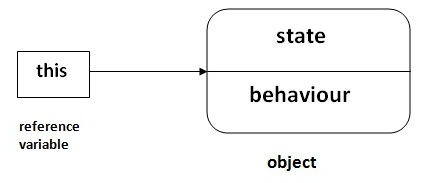 this
state
behaviour
reference
variable
object